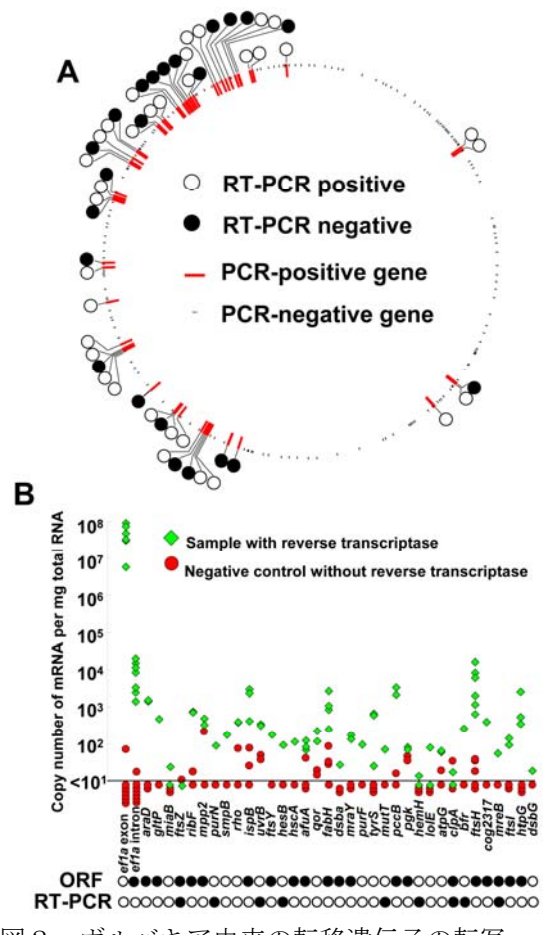 A
RT-PCR positive
RT-PCR negative
PCR-positive gene
PCR-negative gene
B
Copy number of mRNA per mg total RNA
10⁸
10⁷
10⁶
10⁵
10⁴
10³
10²
<10¹
Sample with reverse transcriptase
Negative control without reverse transcriptase
ef1a exon
ef1a intron
araD
gltP
miaB
ftsZ
ribF
mpp2
purN
smpB
rho
ispB
uvrB
ftsY
hesB
hscA
afuA
qor
fabH
dsba
mraY
purF
tyrS
mutT
pccB
pgk
hemH
lolE
atpG
clpA
bfr
ftsH
cog2317
mreB
ftsI
htpG
dsbG
ORF
RT-PCR